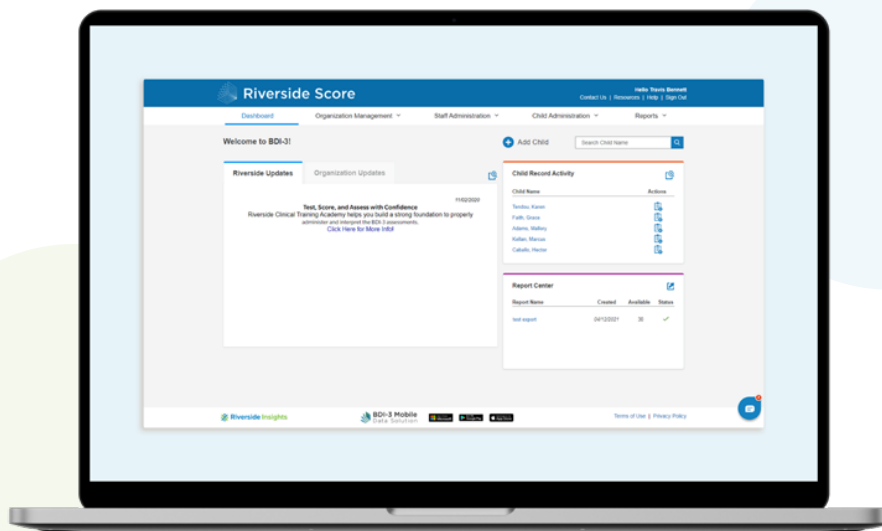 Riverside Score
Hello Travis Bennett
Contact Us | Resources | Help | Sign Out
Dashboard Organization Management Staff Administration Child Administration Reports
Welcome to BDI-3!
Add Child
Search Child Name
Riverside Updates Organization Updates
11/02/2020
Test, Score, and Assess with Confidence
Riverside Clinical Training Academy helps you build a strong foundation to properly
administer and interpret the BDI-3 assessments.
Click Here for More Info!
Child Record Activity
Child Name Actions
Tendou, Karen
Faith, Grace
Adams, Mallory
Kellan, Marcus
Caballo, Hector
Report Center
Report Name Created Available Status
test export 04/12/2021 30
Riverside Insights
BDI-3 Mobile
Data Solution
Terms of Use | Privacy Policy